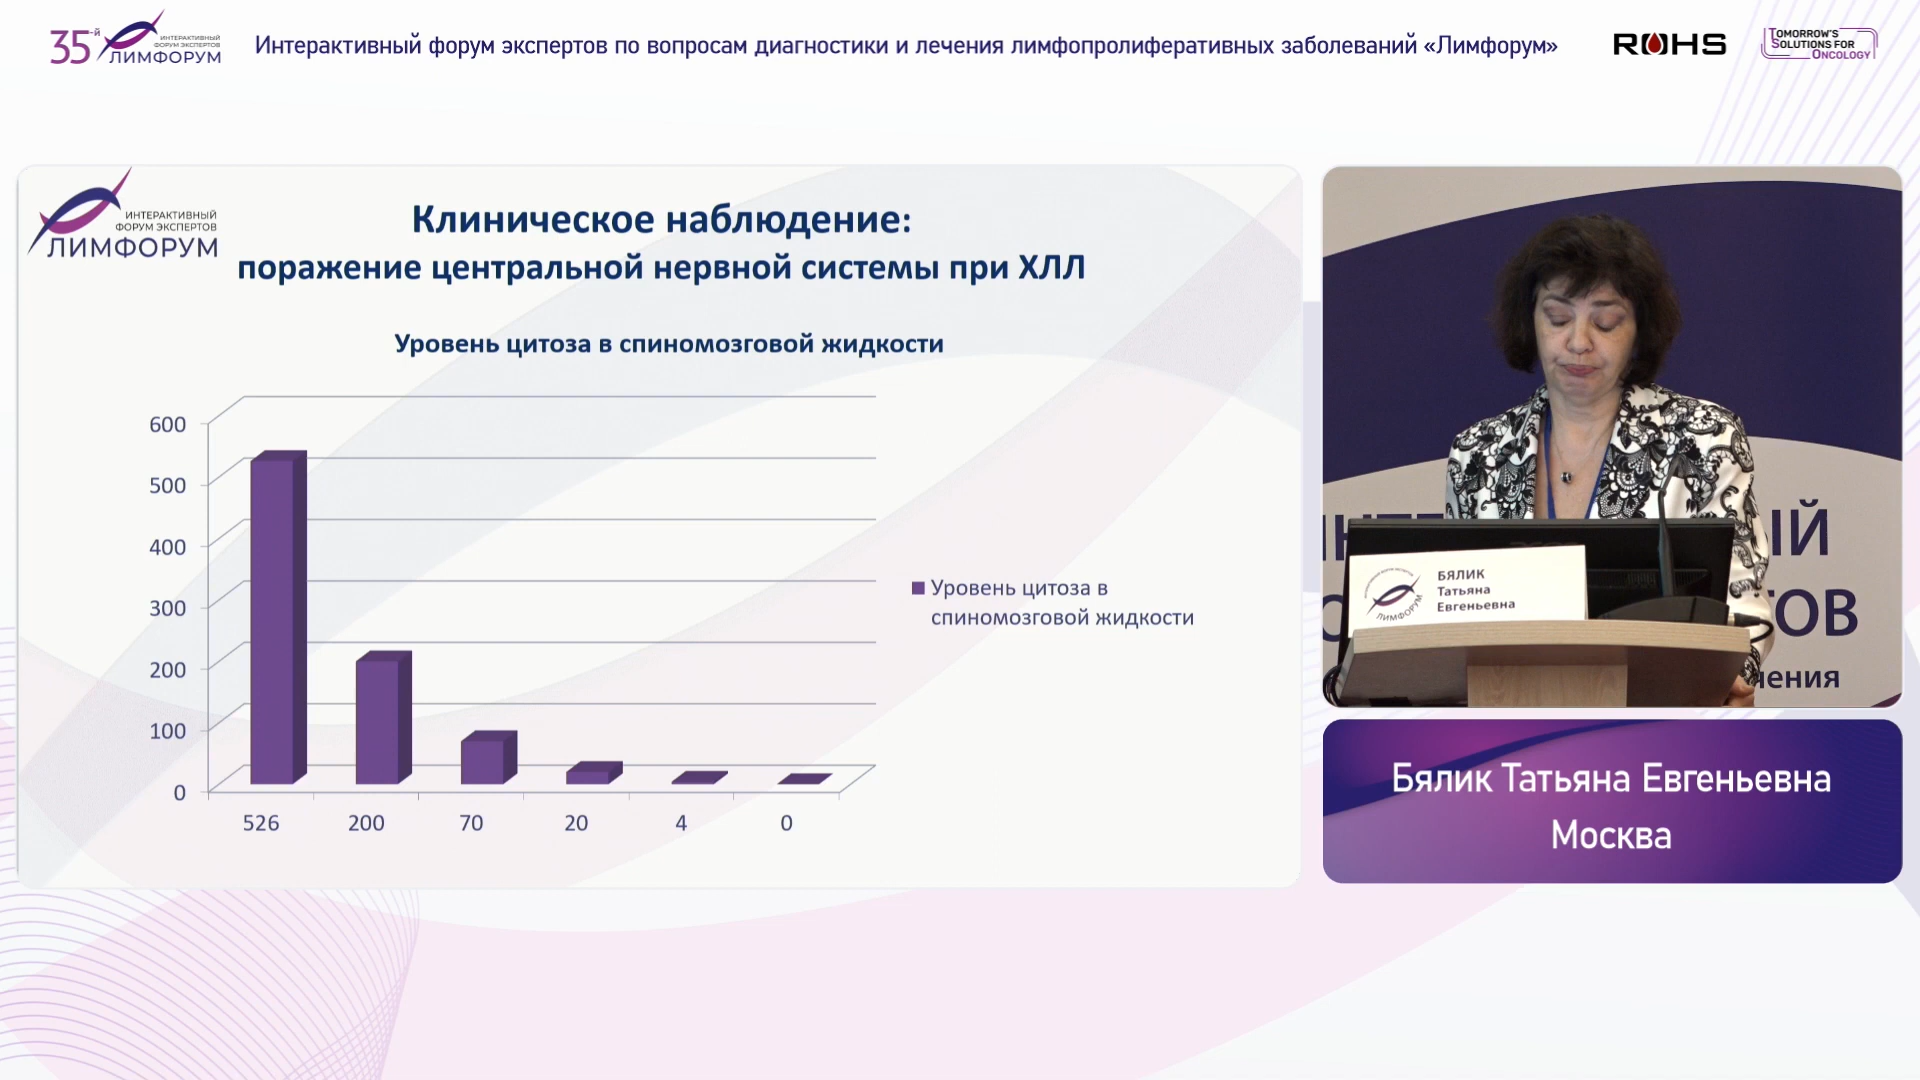 35-й
ИНТЕРАКТИВНЫЙ
ФОРУМ ЭКСПЕРТОВ
ЛИМФОРУМ
Интерактивный форум экспертов по вопросам диагностики и лечения лимфопролиферативных заболеваний «Лимфорум»
ROHS
TOMORROW'S
SOLUTIONS FOR
ONCOLOGY
ИНТЕРАКТИВНЫЙ
ФОРУМ ЭКСПЕРТОВ
ЛИМФОРУМ
Клиническое наблюдение:
поражение центральной нервной системы при ХЛЛ
Уровень цитоза в спиномозговой жидкости
600
500
400
300
200
100
0
526 200 70 20 4 0
Уровень цитоза в
спиномозговой жидкости
ЫЙ
ТОВ
чения
ЛИМФОРУМ
БЯЛИК
Татьяна
Евгеньевна
Бялик Татьяна Евгеньевна
Москва